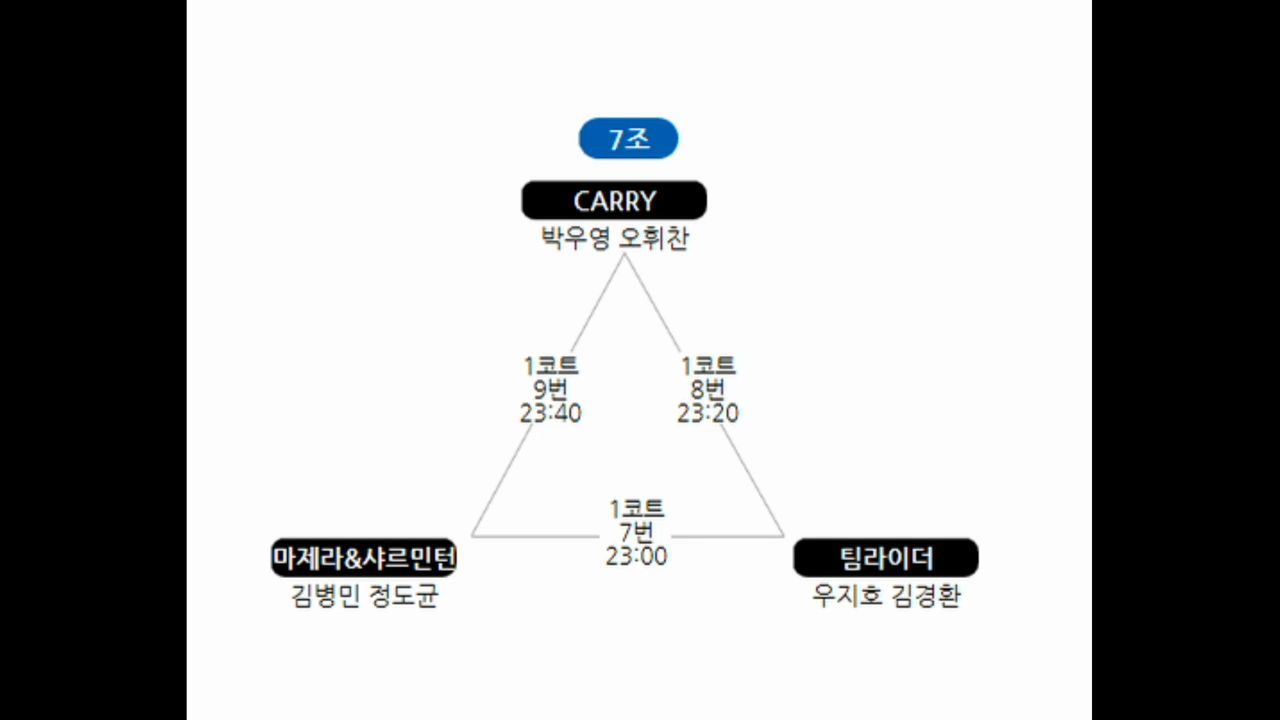 7조
CARRY
박우영 오휘찬
1코트
9번
23:40
1코트
8번
23:20
1코트
7번
23:00
마제라&샤르민턴
김병민 정도균
팀라이더
우지호 김경환